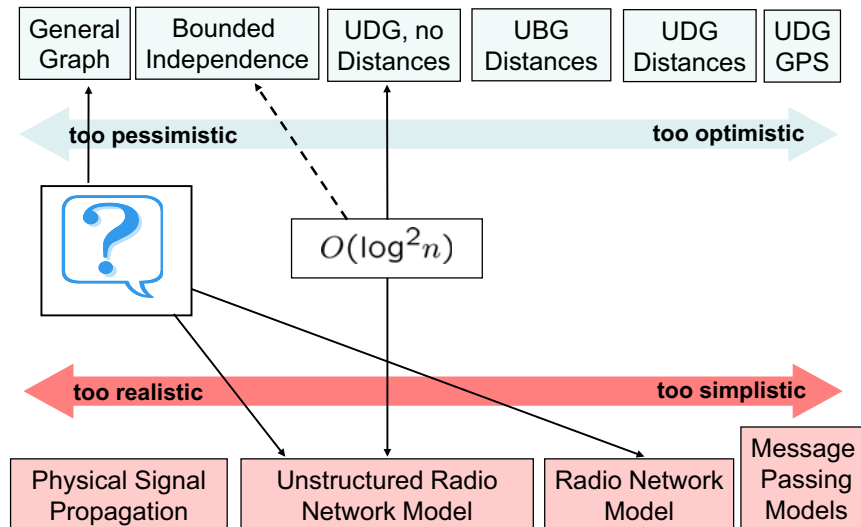 General
Graph
Bounded
Independence
UDG, no
Distances
UBG
Distances
UDG
Distances
UDG
GPS
too pessimistic
too optimistic
?
O(log²n)
too realistic
too simplistic
Physical Signal
Propagation
Unstructured Radio
Network Model
Radio Network
Model
Message
Passing
Models